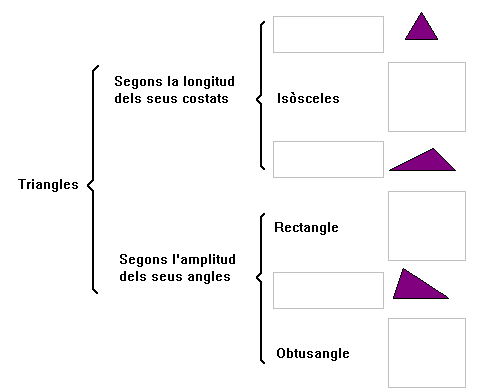 Triangles
Segons la longitud
dels seus costats
Isòsceles
Segons l'amplitud
dels seus angles
Rectangle
Obtusangle